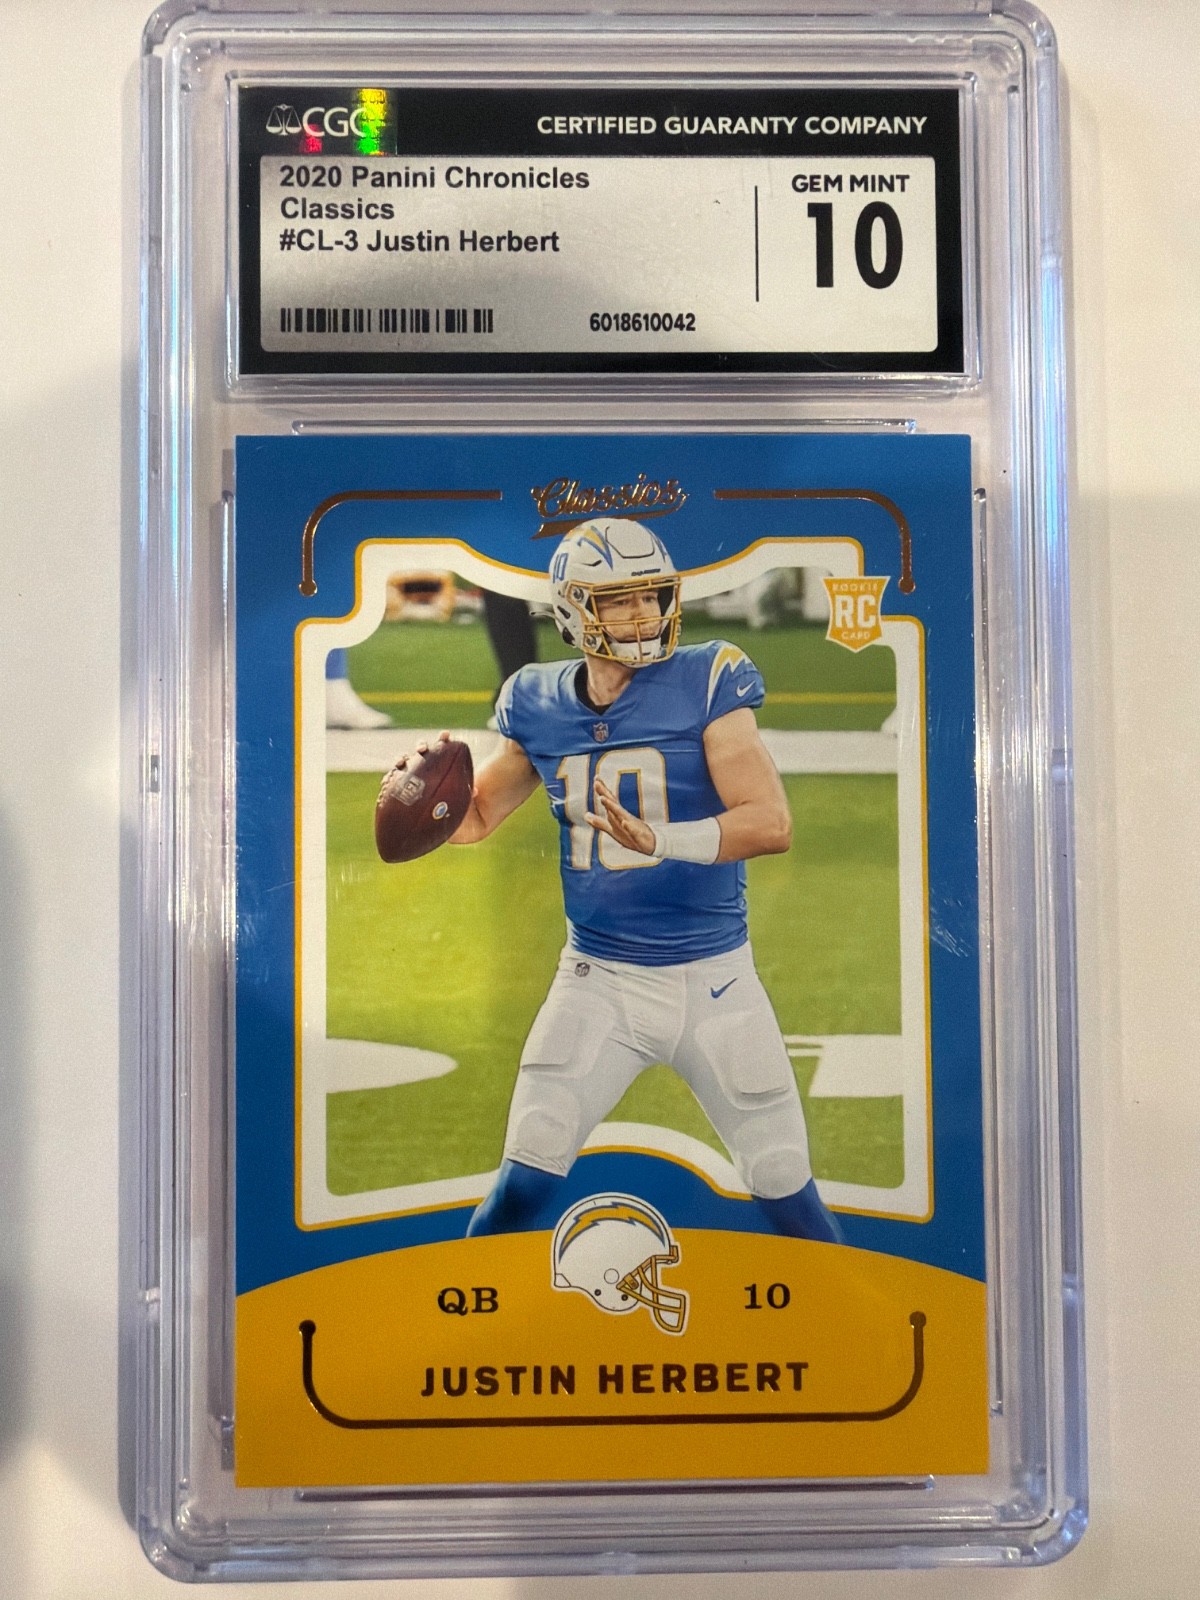 CGC
CERTIFIED GUARANTY COMPANY
2020 Panini Chronicles
Classics
#CL-3 Justin Herbert
GEM MINT
10
6018610042
Classics
ROOKIE
RC
CARD
10
10
QB
10
JUSTIN HERBERT